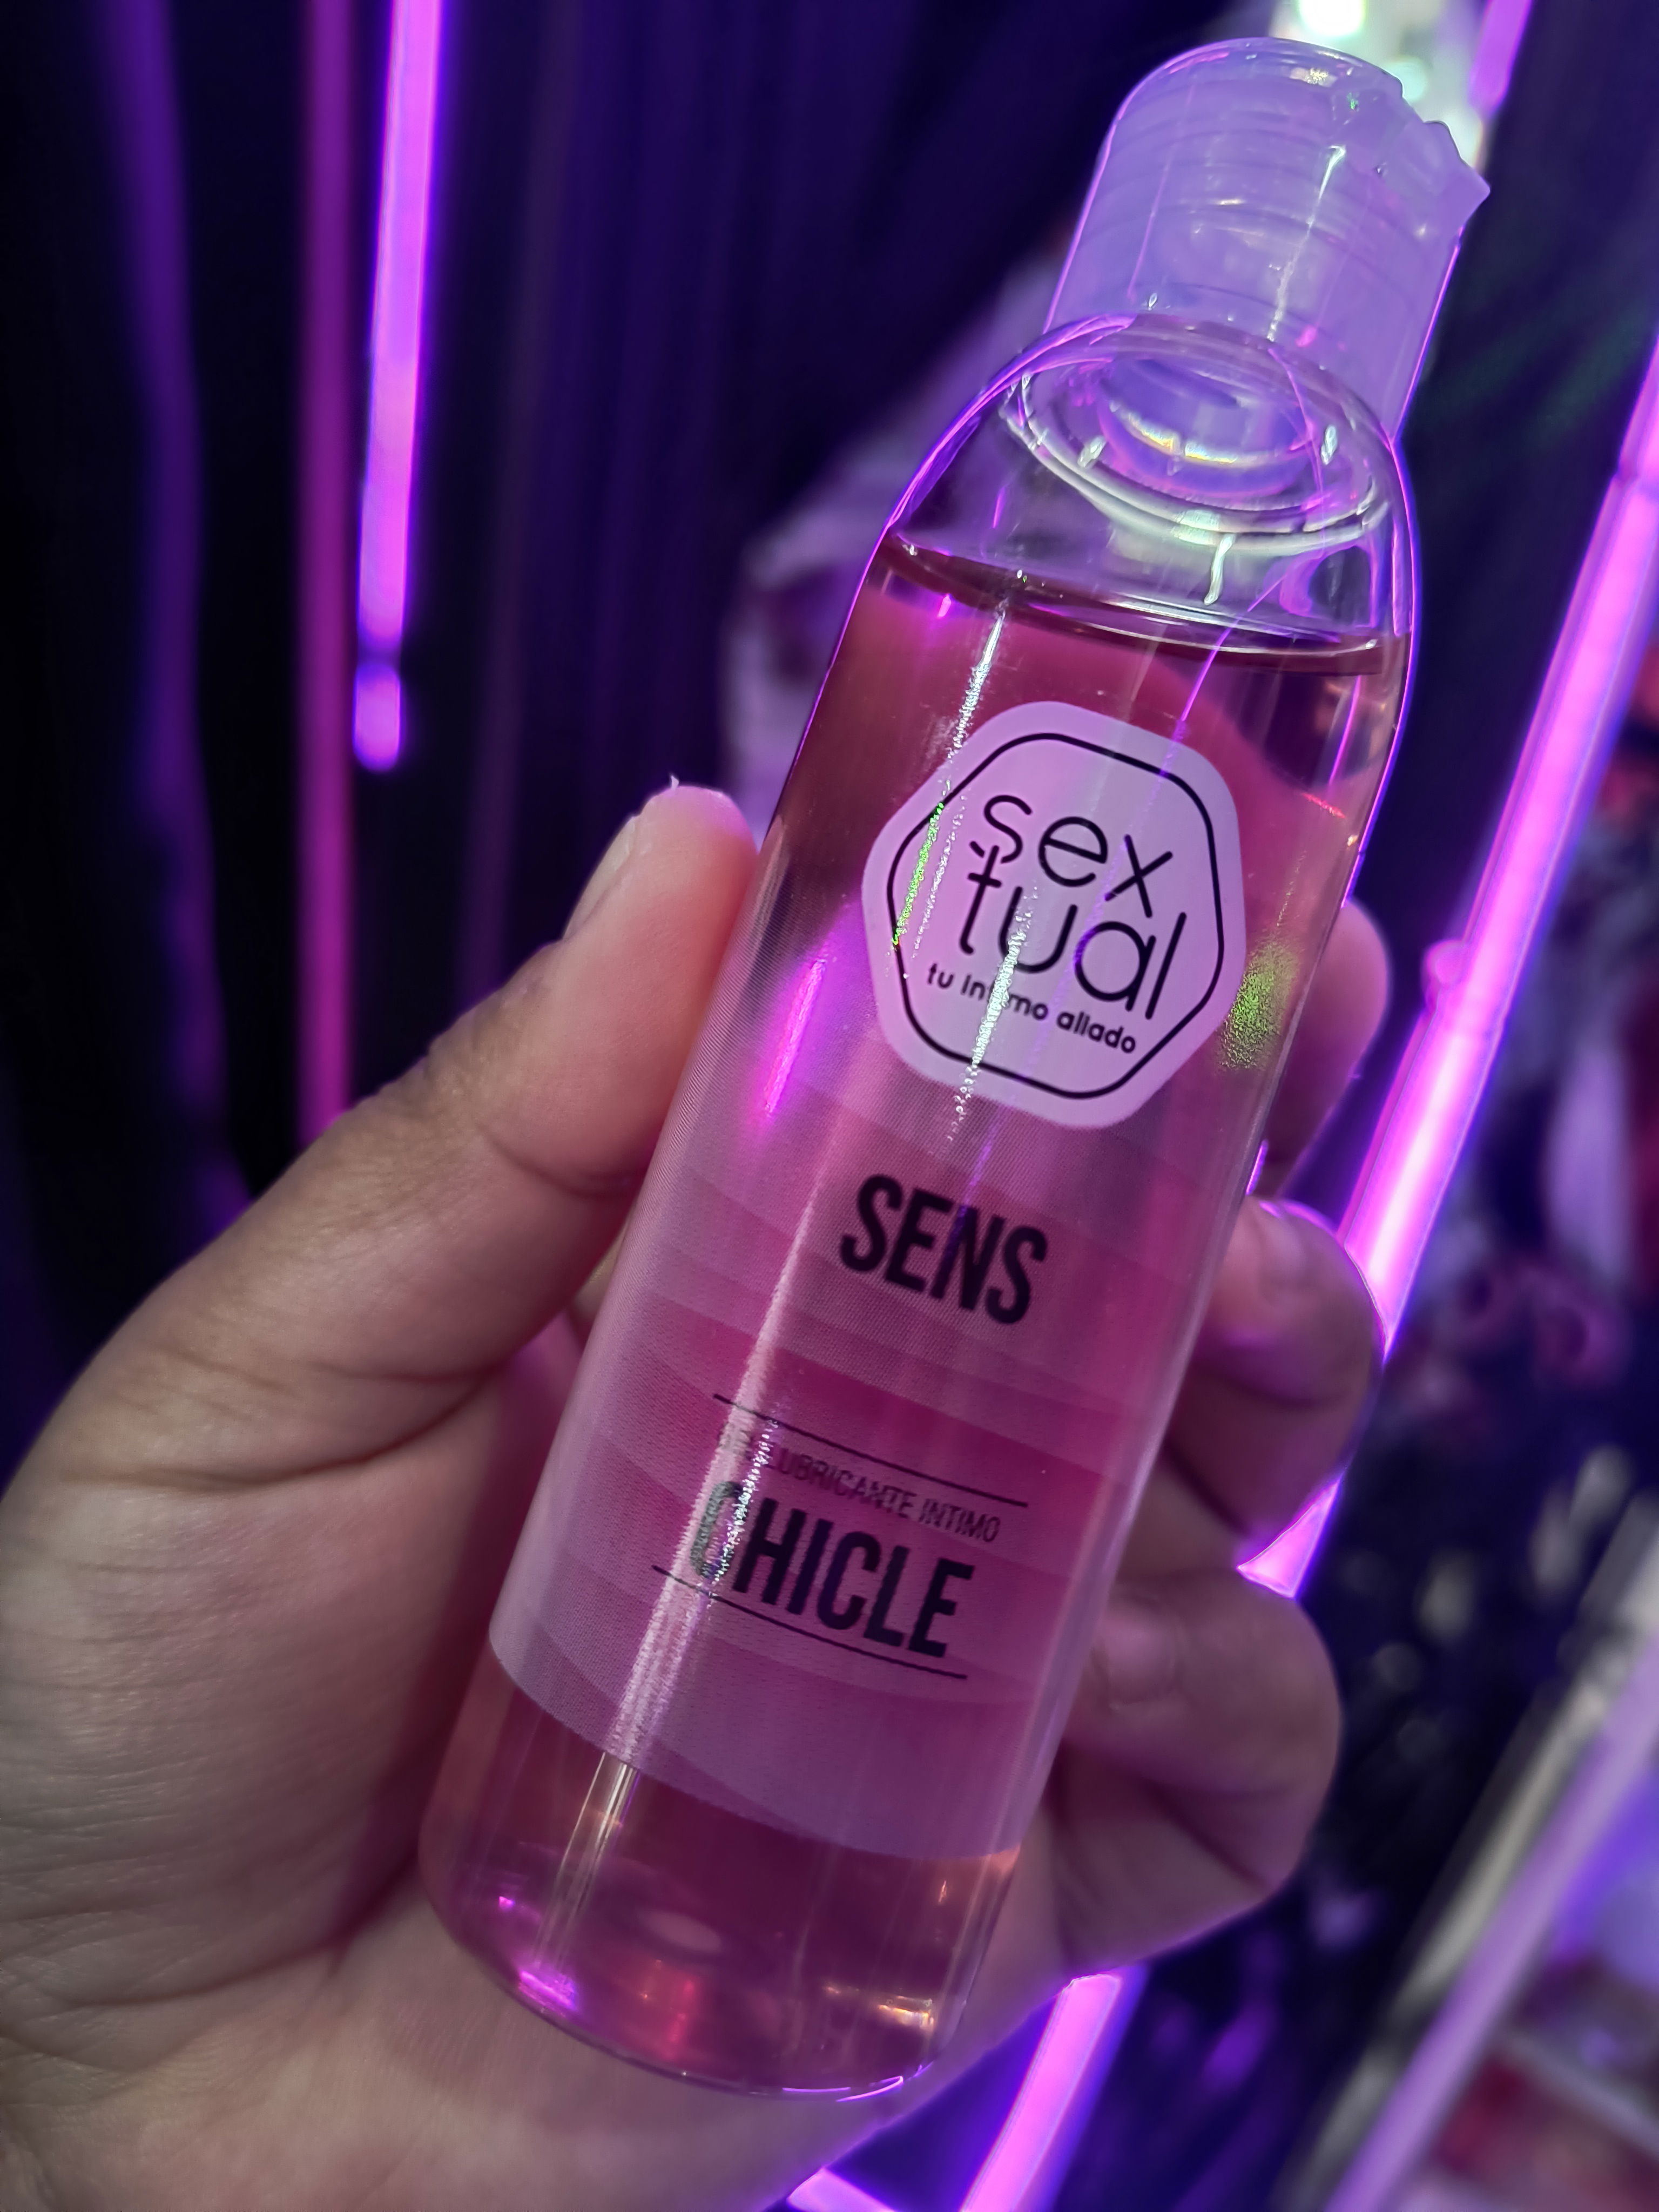 sex
tual
tu intimo aliado
SENS
LUBRICANTE INTIMO
CHICLE